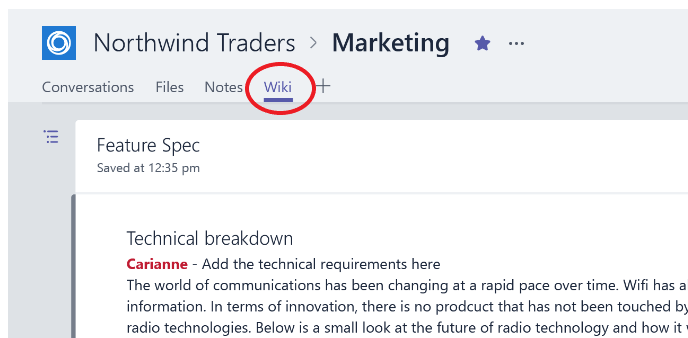 Northwind Traders > Marketing ...
Conversations Files Notes Wiki +
Feature Spec
Saved at 12:35 pm
Technical breakdown
Carianne - Add the technical requirements here
The world of communications has been changing at a rapid pace over time. Wifi has a
information. In terms of innovation, there is no prodcuct that has not been touched by
radio technologies. Below is a small look at the future of radio technology and how it